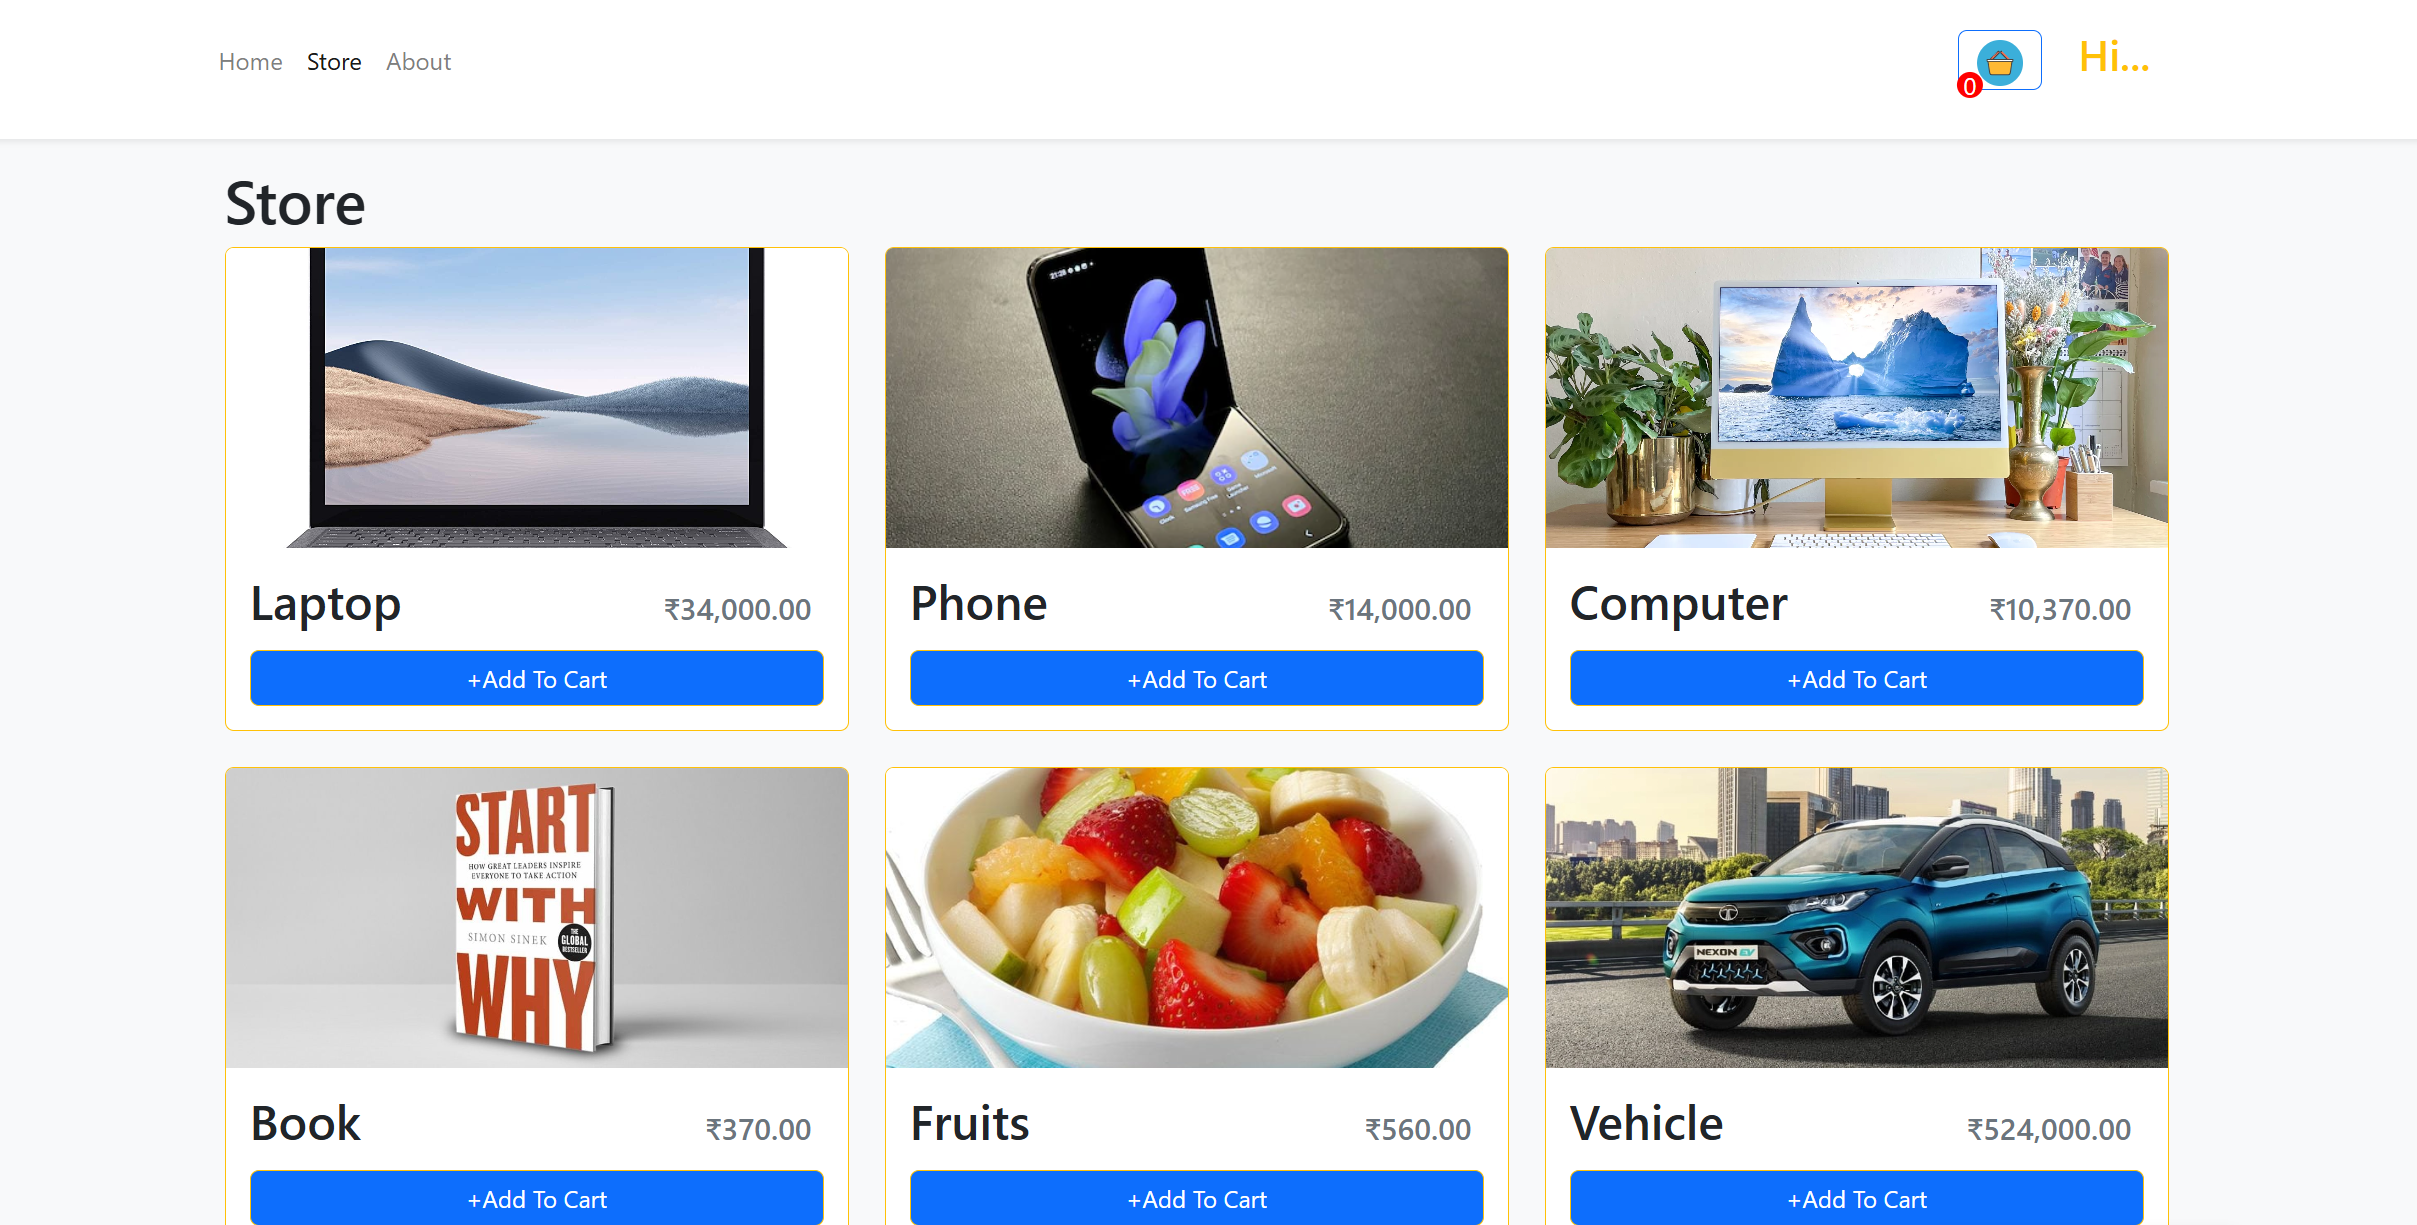 Home Store About
0
Hi...
Store
21:28
Laptop ₹34,000.00
Phone ₹14,000.00
Computer ₹10,370.00
+Add To Cart
+Add To Cart
+Add To Cart
START
HOW GREAT LEADERS INSPIRE
EVERYONE TO TAKE ACTION
WITH
SIMON SINEK
THE
GLOBAL
BESTSELLER
WHY
NEXON EV
Book ₹370.00
Fruits ₹560.00
Vehicle ₹524,000.00
+Add To Cart
+Add To Cart
+Add To Cart